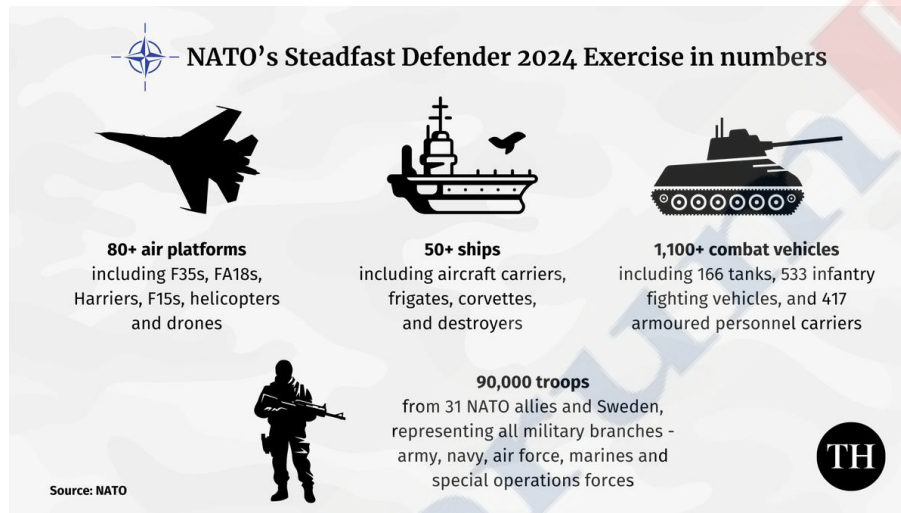 NATO's Steadfast Defender 2024 Exercise in numbers
80+ air platforms
including F35s, FA18s,
Harriers, F15s, helicopters
and drones
50+ ships
including aircraft carriers,
frigates, corvettes,
and destroyers
1,100+ combat vehicles
including 166 tanks, 533 infantry
fighting vehicles, and 417
armoured personnel carriers
90,000 troops
from 31 NATO allies and Sweden,
representing all military branches -
army, navy, air force, marines and
special operations forces
TH
Source: NATO